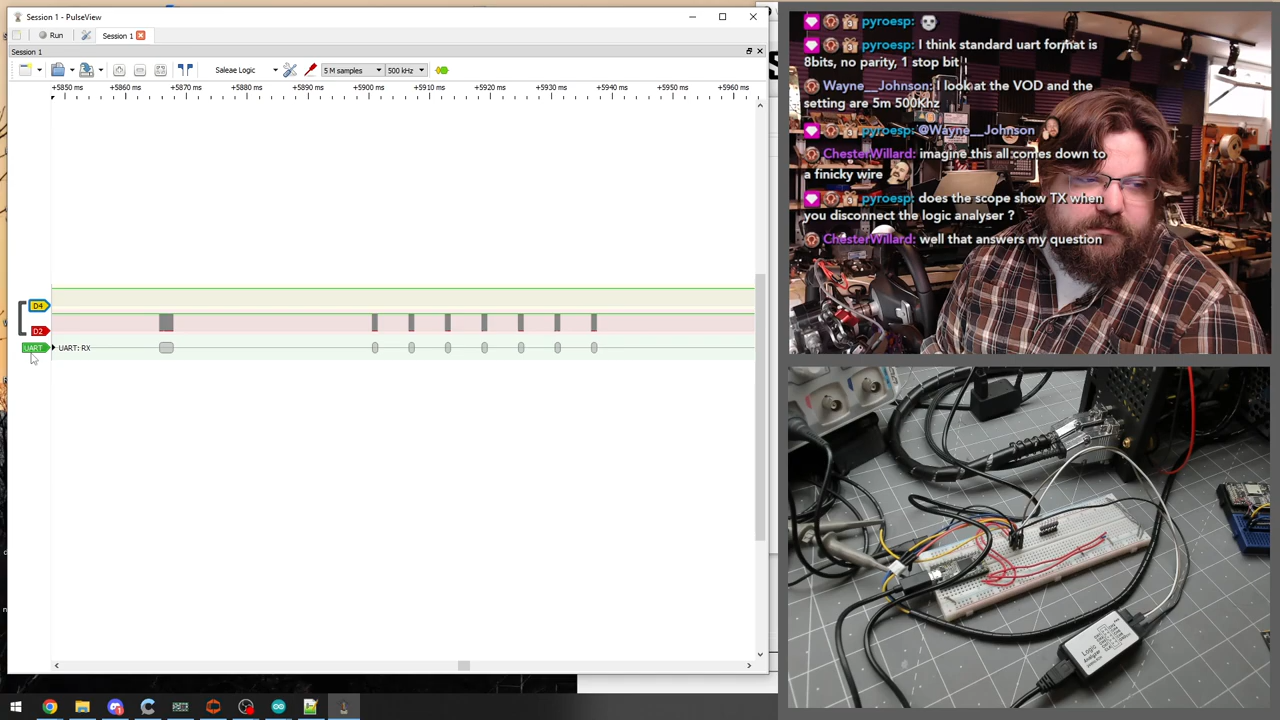 Session 1 - PulseView
Run
Session 1
Session 1
Saleae Logic
5 M samples
500 kHz
+5850 ms
+5860 ms
+5870 ms
+5880 ms
+5890 ms
+5900 ms
+5910 ms
+5920 ms
+5930 ms
+5940 ms
+5950 ms
+5960 ms
D4
D2
UART
UART: RX
pyroesp:
pyroesp: I think standard uart format is
8bits, no parity, 1 stop bit
Wayne__Johnson: I look at the VOD and the
setting are 5m 500Khz
pyroesp: @Wayne__Johnson
ChesterWillard: imagine this all comes down to
a finicky wire
pyroesp: does the scope show TX when
you disconnect the logic analyser ?
ChesterWillard: well that answers my question
Logic
Analyzer